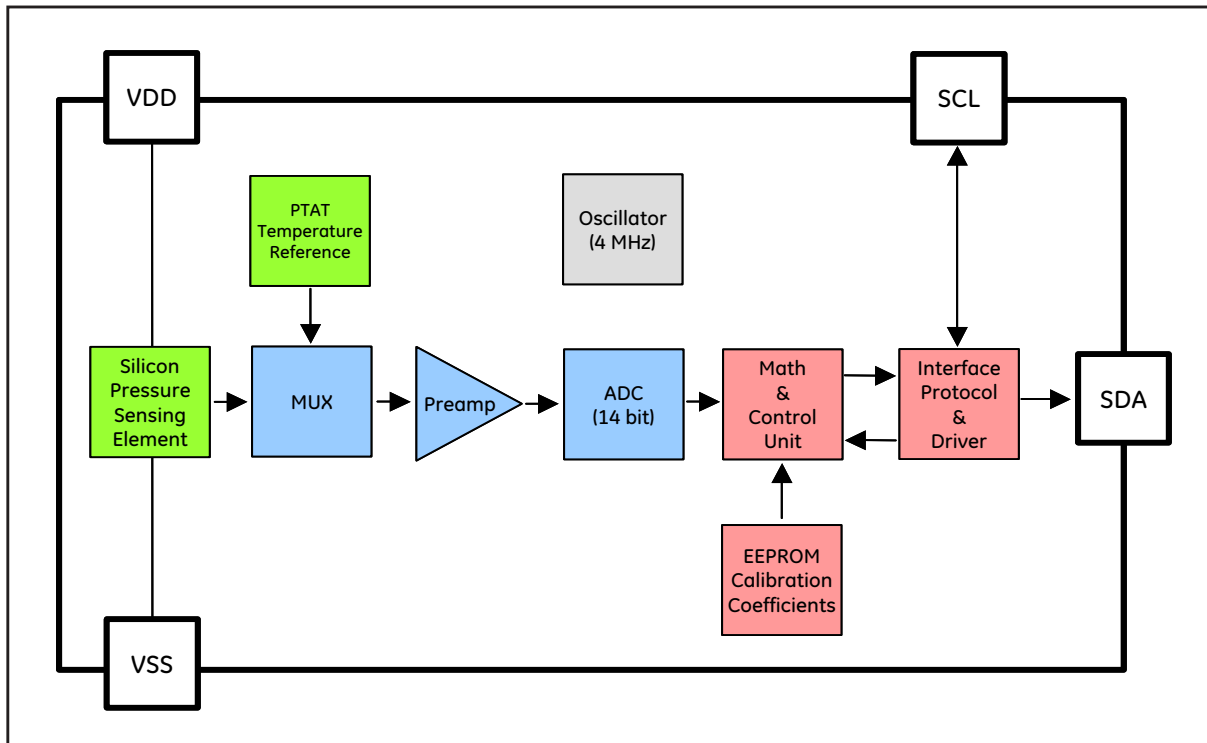 VDD
SCL
PTAT
Temperature
Reference
Oscillator
(4 MHz)
Silicon
Pressure
Sensing
Element
MUX
Preamp
ADC
(14 bit)
Math
&
Control
Unit
Interface
Protocol
&
Driver
SDA
EEPROM
Calibration
Coefficients
VSS